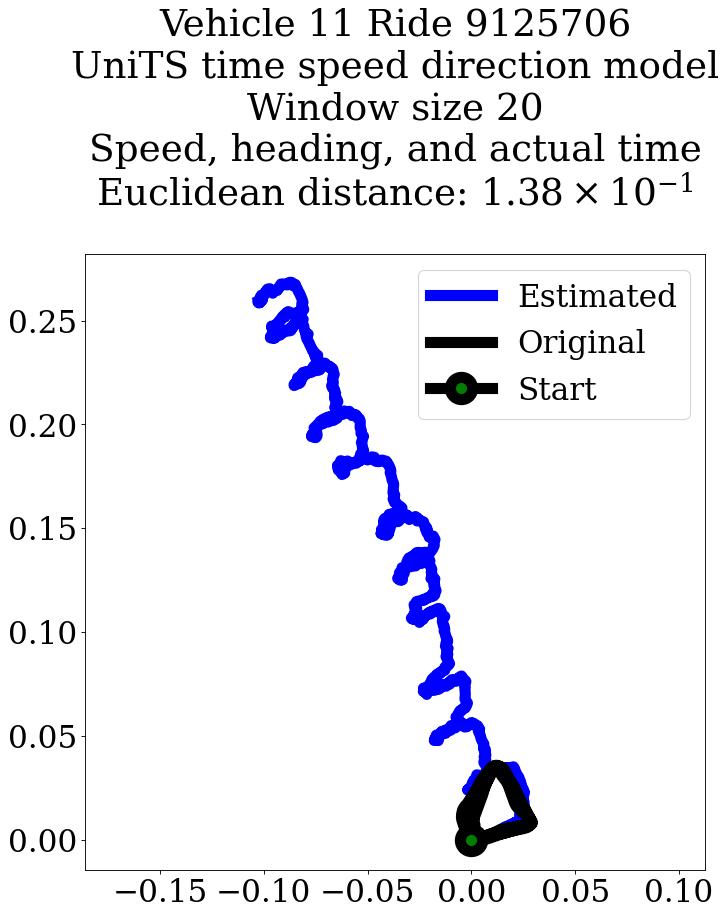 Vehicle 11 Ride 9125706
UniTS time speed direction model
Window size 20
Speed, heading, and actual time
Euclidean distance: 1.38 × 10⁻¹
Estimated
Original
Start
0.25
0.20
0.15
0.10
0.05
0.00
−0.15 −0.10 −0.05 0.00 0.05 0.10